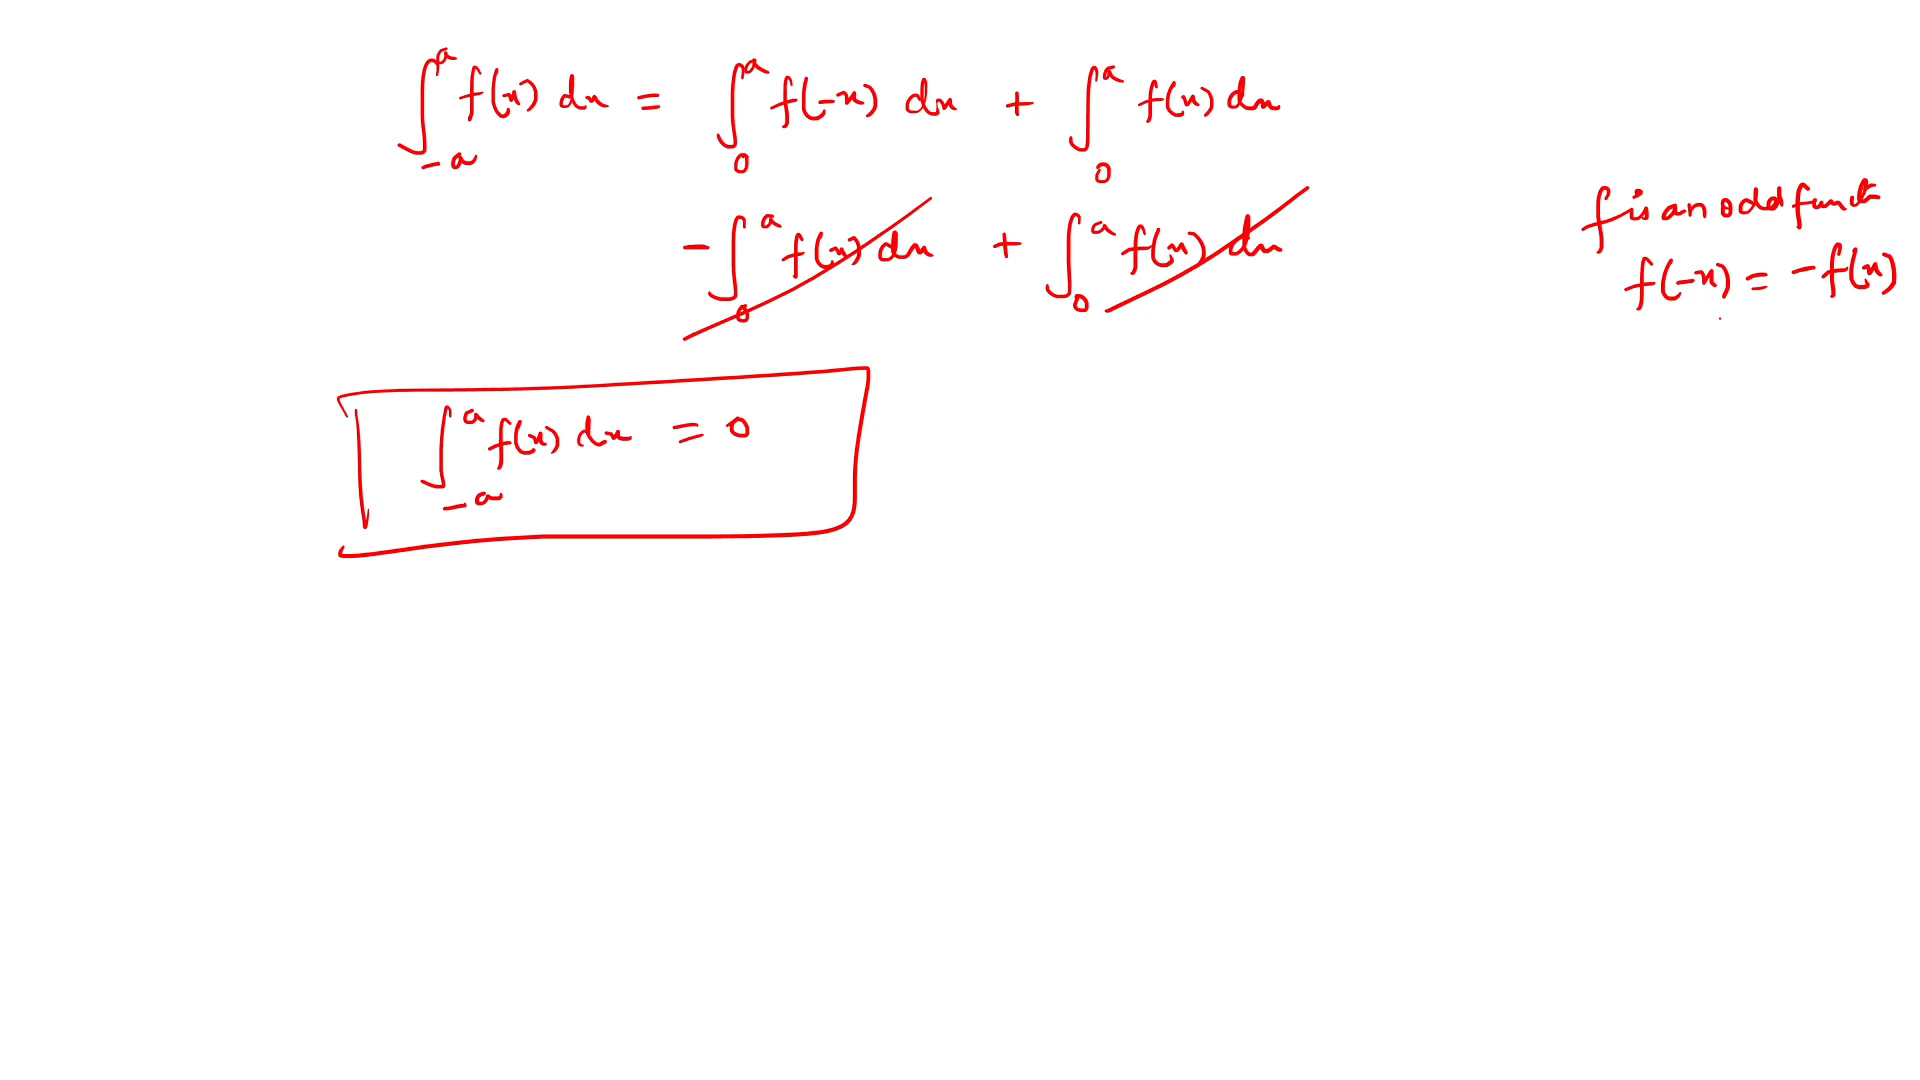 ∫_{-a}^{a} f(x) dx = ∫_{0}^{a} f(-x) dx + ∫_{0}^{a} f(x) dx
- ∫_{0}^{a} f(x) dx + ∫_{0}^{a} f(x) dx
f is an odd funct
f(-x) = -f(x)
∫_{-a}^{a} f(x) dx = 0